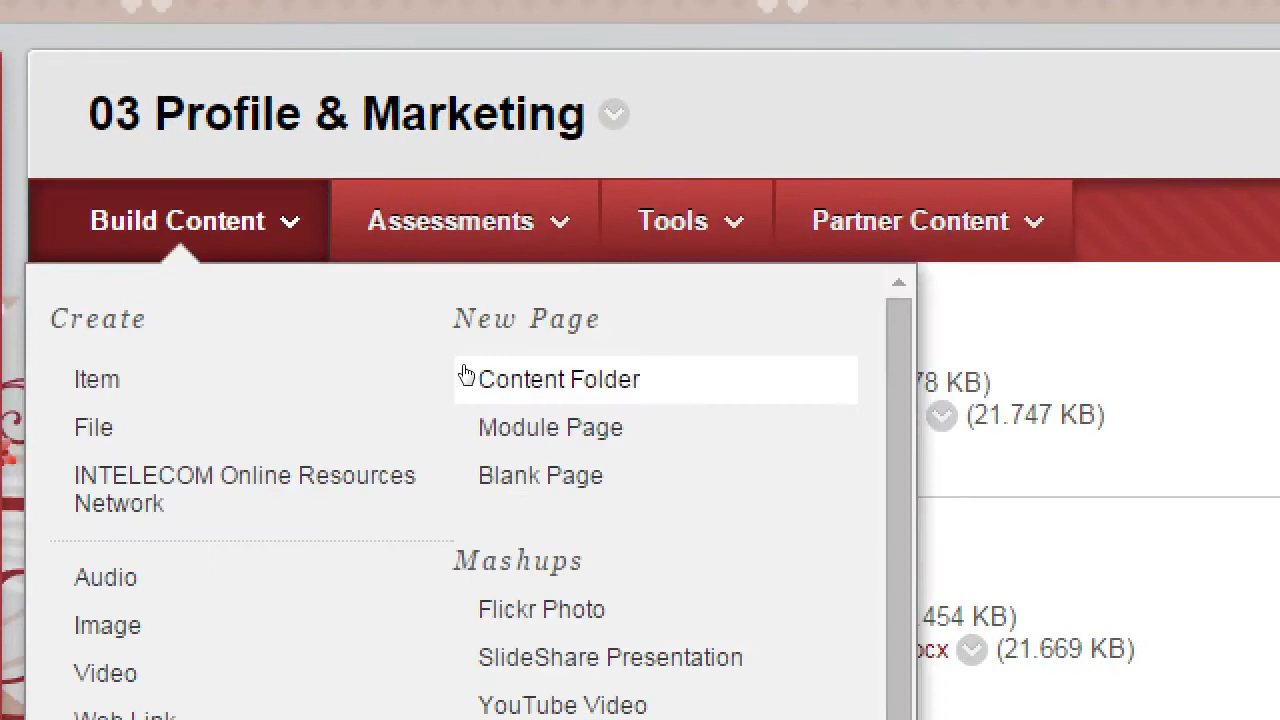 03 Profile & Marketing
Build Content
Assessments
Tools
Partner Content
Create
Item
File
INTELECOM Online Resources
Network
Audio
Image
Video
Web Link
New Page
Content Folder
Module Page
Blank Page
Mashups
Flickr Photo
SlideShare Presentation
YouTube Video
78 KB)
(21.747 KB)
.454 KB)
ocx (21.669 KB)